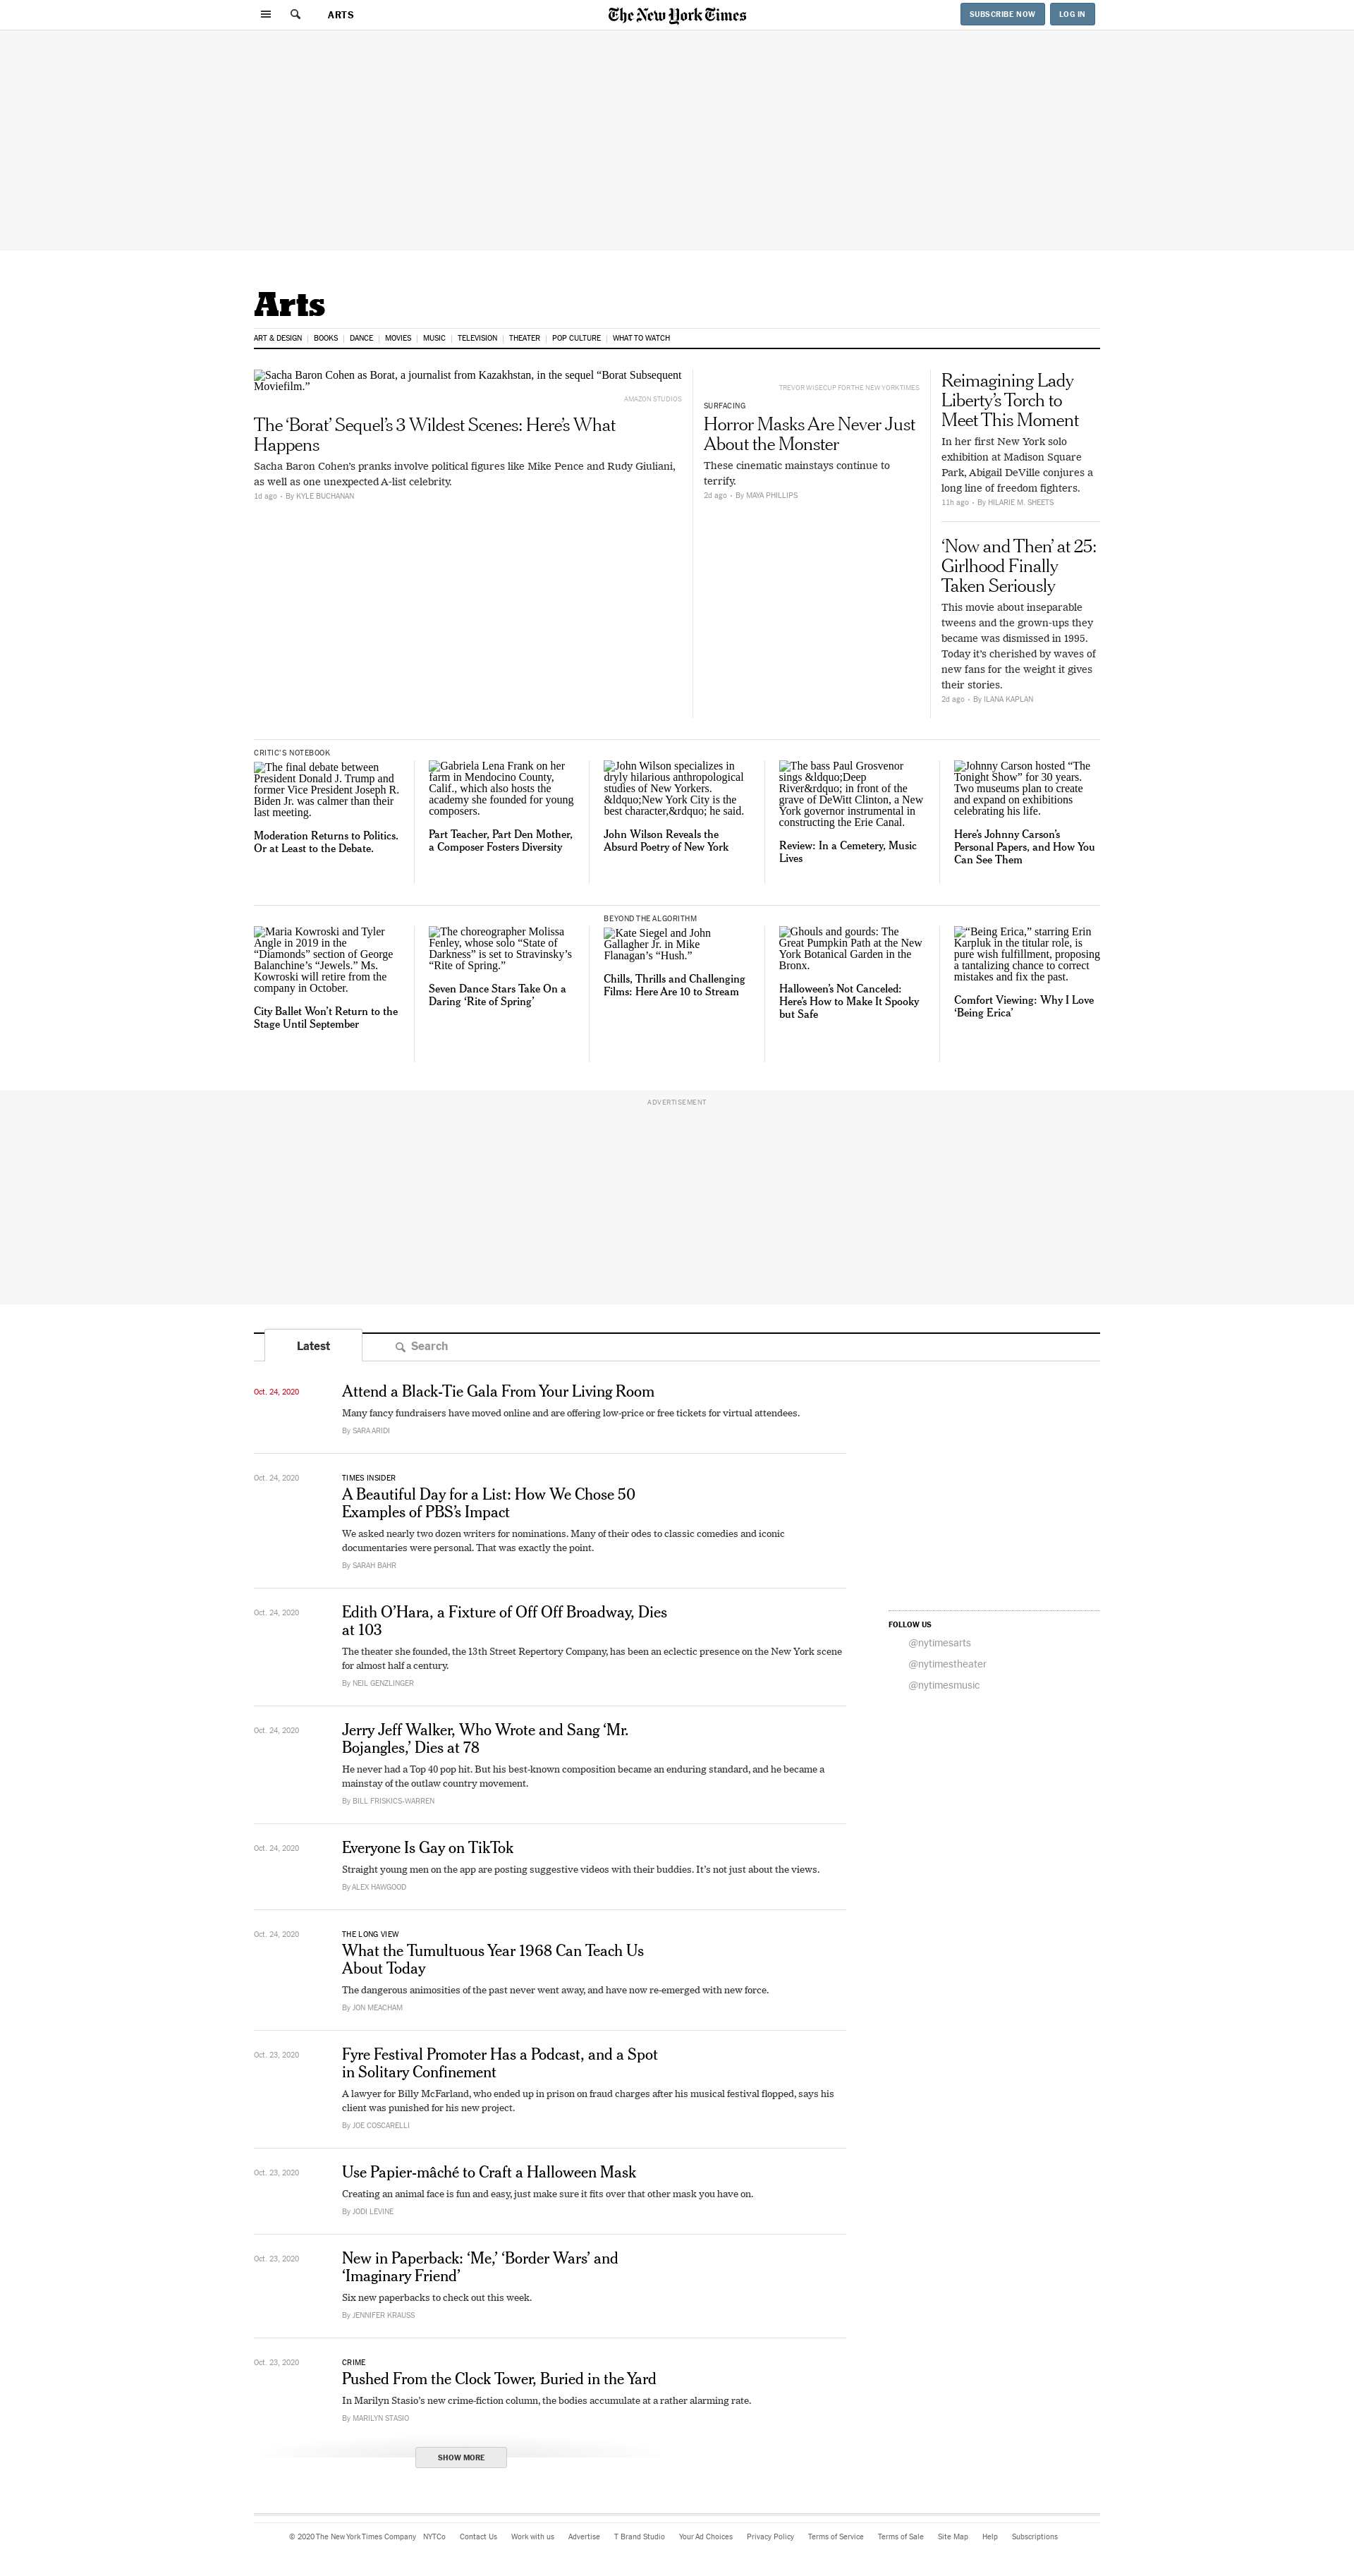 ARTS
The New York Times
SUBSCRIBE NOW
LOG IN
Arts
ART & DESIGN
BOOKS
DANCE
MOVIES
MUSIC
TELEVISION
THEATER
POP CULTURE
WHAT TO WATCH
Sacha Baron Cohen as Borat, a journalist from Kazakhstan, in the sequel “Borat Subsequent
Moviefilm.”
AMAZON STUDIOS
The ‘Borat’ Sequel’s 3 Wildest Scenes: Here’s What
Happens
Sacha Baron Cohen’s pranks involve political figures like Mike Pence and Rudy Giuliani,
as well as one unexpected A-list celebrity.
1d ago • By KYLE BUCHANAN
TREVOR WISECUP FOR THE NEW YORK TIMES
SURFACING
Horror Masks Are Never Just
About the Monster
These cinematic mainstays continue to
terrify.
2d ago • By MAYA PHILLIPS
Reimagining Lady
Liberty’s Torch to
Meet This Moment
In her first New York solo
exhibition at Madison Square
Park, Abigail DeVille conjures a
long line of freedom fighters.
11h ago • By HILARIE M. SHEETS
‘Now and Then’ at 25:
Girlhood Finally
Taken Seriously
This movie about inseparable
tweens and the grown-ups they
became was dismissed in 1995.
Today it’s cherished by waves of
new fans for the weight it gives
their stories.
2d ago • By ILANA KAPLAN
CRITIC’S NOTEBOOK
The final debate between
President Donald J. Trump and
former Vice President Joseph R.
Biden Jr. was calmer than their
last meeting.
Moderation Returns to Politics.
Or at Least to the Debate.
Gabriela Lena Frank on her
farm in Mendocino County,
Calif., which also hosts the
academy she founded for young
composers.
Part Teacher, Part Den Mother,
a Composer Fosters Diversity
John Wilson specializes in
dryly hilarious anthropological
studies of New Yorkers.
&ldquo;New York City is the
best character,&rdquo; he said.
John Wilson Reveals the
Absurd Poetry of New York
The bass Paul Grosvenor
sings &ldquo;Deep
River&rdquo; in front of the
grave of DeWitt Clinton, a New
York governor instrumental in
constructing the Erie Canal.
Review: In a Cemetery, Music
Lives
Johnny Carson hosted “The
Tonight Show” for 30 years.
Two museums plan to create
and expand on exhibitions
celebrating his life.
Here’s Johnny Carson’s
Personal Papers, and How You
Can See Them
Maria Kowroski and Tyler
Angle in 2019 in the
“Diamonds” section of George
Balanchine’s “Jewels.” Ms.
Kowroski will retire from the
company in October.
City Ballet Won’t Return to the
Stage Until September
The choreographer Molissa
Fenley, whose solo “State of
Darkness” is set to Stravinsky’s
“Rite of Spring.”
Seven Dance Stars Take On a
Daring ‘Rite of Spring’
BEYOND THE ALGORITHM
Kate Siegel and John
Gallagher Jr. in Mike
Flanagan’s “Hush.”
Chills, Thrills and Challenging
Films: Here Are 10 to Stream
Ghouls and gourds: The
Great Pumpkin Path at the New
York Botanical Garden in the
Bronx.
Halloween’s Not Canceled:
Here’s How to Make It Spooky
but Safe
“Being Erica,” starring Erin
Karpluk in the titular role, is
pure wish fulfillment, proposing
a tantalizing chance to correct
mistakes and fix the past.
Comfort Viewing: Why I Love
‘Being Erica’
ADVERTISEMENT
Latest
Search
Oct. 24, 2020
Attend a Black-Tie Gala From Your Living Room
Many fancy fundraisers have moved online and are offering low-price or free tickets for virtual attendees.
By SARA ARIDI
Oct. 24, 2020
TIMES INSIDER
A Beautiful Day for a List: How We Chose 50
Examples of PBS’s Impact
We asked nearly two dozen writers for nominations. Many of their odes to classic comedies and iconic
documentaries were personal. That was exactly the point.
By SARAH BAHR
Oct. 24, 2020
Edith O’Hara, a Fixture of Off Off Broadway, Dies
at 103
The theater she founded, the 13th Street Repertory Company, has been an eclectic presence on the New York scene
for almost half a century.
By NEIL GENZLINGER
Oct. 24, 2020
Jerry Jeff Walker, Who Wrote and Sang ‘Mr.
Bojangles,’ Dies at 78
He never had a Top 40 pop hit. But his best-known composition became an enduring standard, and he became a
mainstay of the outlaw country movement.
By BILL FRISKICS-WARREN
Oct. 24, 2020
Everyone Is Gay on TikTok
Straight young men on the app are posting suggestive videos with their buddies. It’s not just about the views.
By ALEX HAWGOOD
Oct. 24, 2020
THE LONG VIEW
What the Tumultuous Year 1968 Can Teach Us
About Today
The dangerous animosities of the past never went away, and have now re-emerged with new force.
By JON MEACHAM
Oct. 23, 2020
Fyre Festival Promoter Has a Podcast, and a Spot
in Solitary Confinement
A lawyer for Billy McFarland, who ended up in prison on fraud charges after his musical festival flopped, says his
client was punished for his new project.
By JOE COSCARELLI
Oct. 23, 2020
Use Papier-mâché to Craft a Halloween Mask
Creating an animal face is fun and easy, just make sure it fits over that other mask you have on.
By JODI LEVINE
Oct. 23, 2020
New in Paperback: ‘Me,’ ‘Border Wars’ and
‘Imaginary Friend’
Six new paperbacks to check out this week.
By JENNIFER KRAUSS
Oct. 23, 2020
CRIME
Pushed From the Clock Tower, Buried in the Yard
In Marilyn Stasio’s new crime-fiction column, the bodies accumulate at a rather alarming rate.
By MARILYN STASIO
SHOW MORE
FOLLOW US
@nytimesarts
@nytimestheater
@nytimesmusic
© 2020 The New York Times Company NYTCo Contact Us Work with us Advertise T Brand Studio Your Ad Choices Privacy Policy Terms of Service Terms of Sale Site Map Help Subscriptions